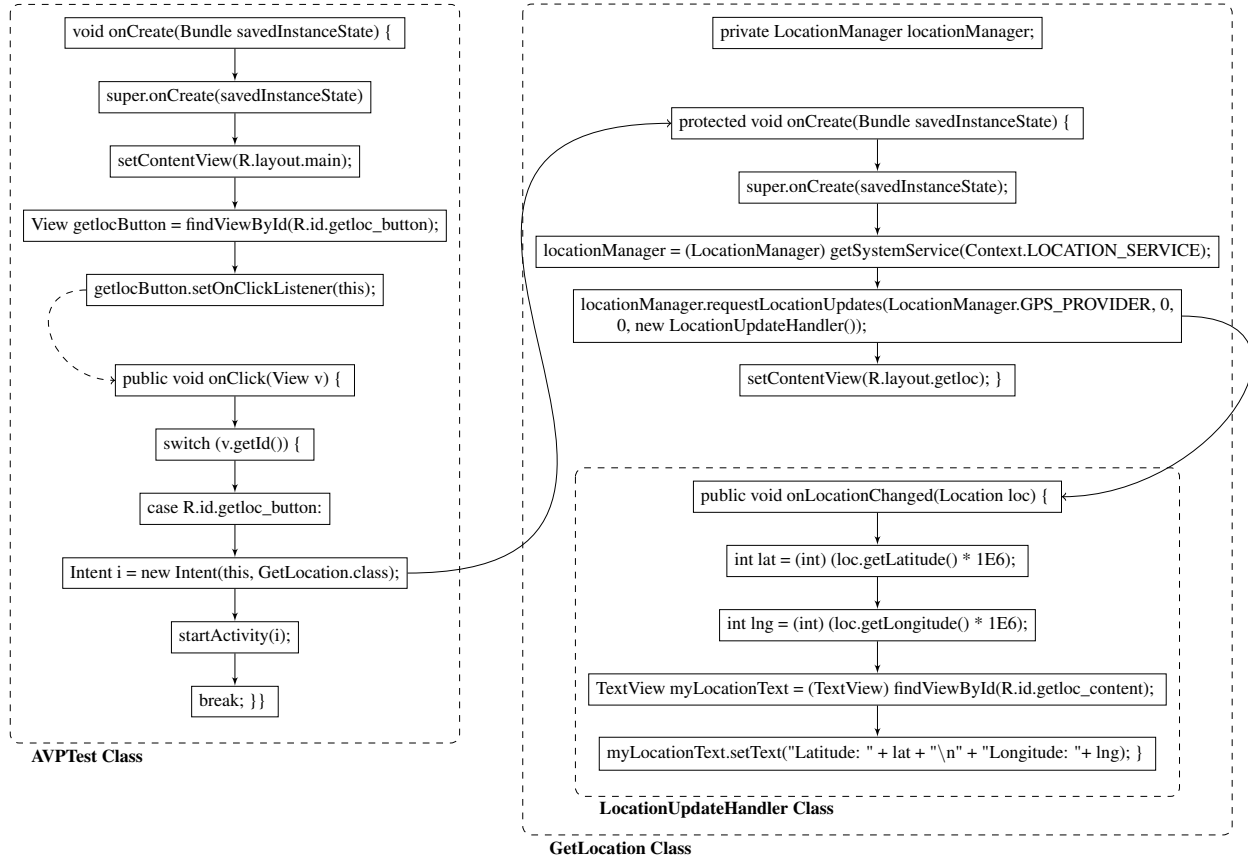 void onCreate(Bundle savedInstanceState) {
super.onCreate(savedInstanceState)
setContentView(R.layout.main);
View getlocButton = findViewById(R.id.getloc_button);
getlocButton.setOnClickListener(this);
public void onClick(View v) {
switch (v.getId()) {
case R.id.getloc_button:
Intent i = new Intent(this, GetLocation.class);
startActivity(i);
break; }}
AVPTest Class
private LocationManager locationManager;
protected void onCreate(Bundle savedInstanceState) {
super.onCreate(savedInstanceState);
locationManager = (LocationManager) getSystemService(Context.LOCATION_SERVICE);
locationManager.requestLocationUpdates(LocationManager.GPS_PROVIDER, 0,
0, new LocationUpdateHandler());
setContentView(R.layout.getloc); }
public void onLocationChanged(Location loc) {
int lat = (int) (loc.getLatitude() * 1E6);
int lng = (int) (loc.getLongitude() * 1E6);
TextView myLocationText = (TextView) findViewById(R.id.getloc_content);
myLocationText.setText("Latitude: " + lat + "\n" + "Longitude: "+ lng); }
LocationUpdateHandler Class
GetLocation Class